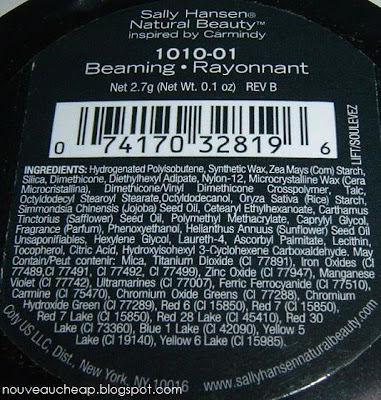 Sally Hansen®
Natural Beauty™
inspired by Carmindy
1010-01
Beaming • Rayonnant
Net 2.7g (Net Wt. 0.1 oz) REV B
LIFT/SOULEVEZ
0 74170 32819 6
INGREDIENTS: Hydrogenated Polyisobutene, Synthetic Wax, Zea Mays (Corn) Starch,
Silica, Dimethicone, Diethylhexyl Adipate, Nylon-12, Microcrystalline Wax (Cera
Microcristallina), Dimethicone/Vinyl Dimethicone Crosspolymer, Talc,
Octyldodecyl Stearoyl Stearate, Octyldodecanol, Oryza Sativa (Rice) Starch,
Simmondsia Chinensis (Jojoba) Seed Oil, Cetearyl Ethylhexanoate, Carthamus
Tinctorius (Safflower) Seed Oil, Polymethyl Methacrylate, Caprylyl Glycol,
Fragrance (Parfum), Phenoxyethanol, Helianthus Annuus (Sunflower) Seed Oil
Unsaponifiables, Hexylene Glycol, Laureth-4, Ascorbyl Palmitate, Lecithin,
Tocopherol, Citric Acid, Hydroxyisohexyl 3-Cyclohexene Carboxaldehyde. May
Contain/Peut contenir: Mica, Titanium Dioxide (CI 77891), Iron Oxides (CI
77489, CI 77491, CI 77492, CI 77499), Zinc Oxide (CI 77947), Manganese
Violet (CI 77742), Ultramarines (CI 77007), Ferric Ferrocyanide (CI 77510),
Carmine (CI 75470), Chromium Oxide Greens (CI 77288), Chromium
Hydroxide Green (CI 77289), Red 6 (CI 15850), Red 7 (CI 15850),
Red 7 Lake (CI 15850), Red 28 Lake (CI 45410), Red 30
Lake (CI 73360), Blue 1 Lake (CI 42090), Yellow 5
Lake (CI 19140), Yellow 6 Lake (CI 15985).
Coty US LLC, Dist. New York, NY 10016 www.sallyhansennaturalbeauty.com
nouveaucheap.blogspot.com